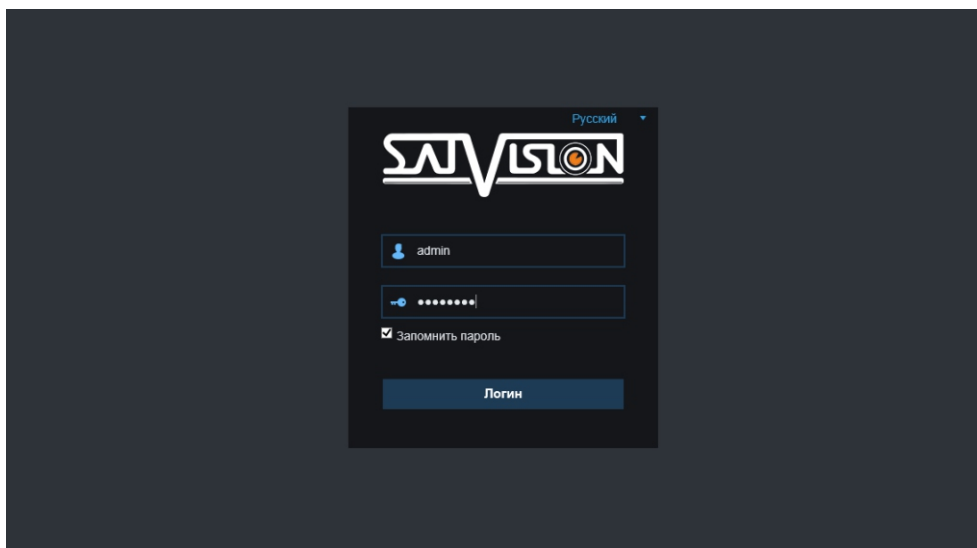 Русский
SATVISION
admin
Запомнить пароль
Логин